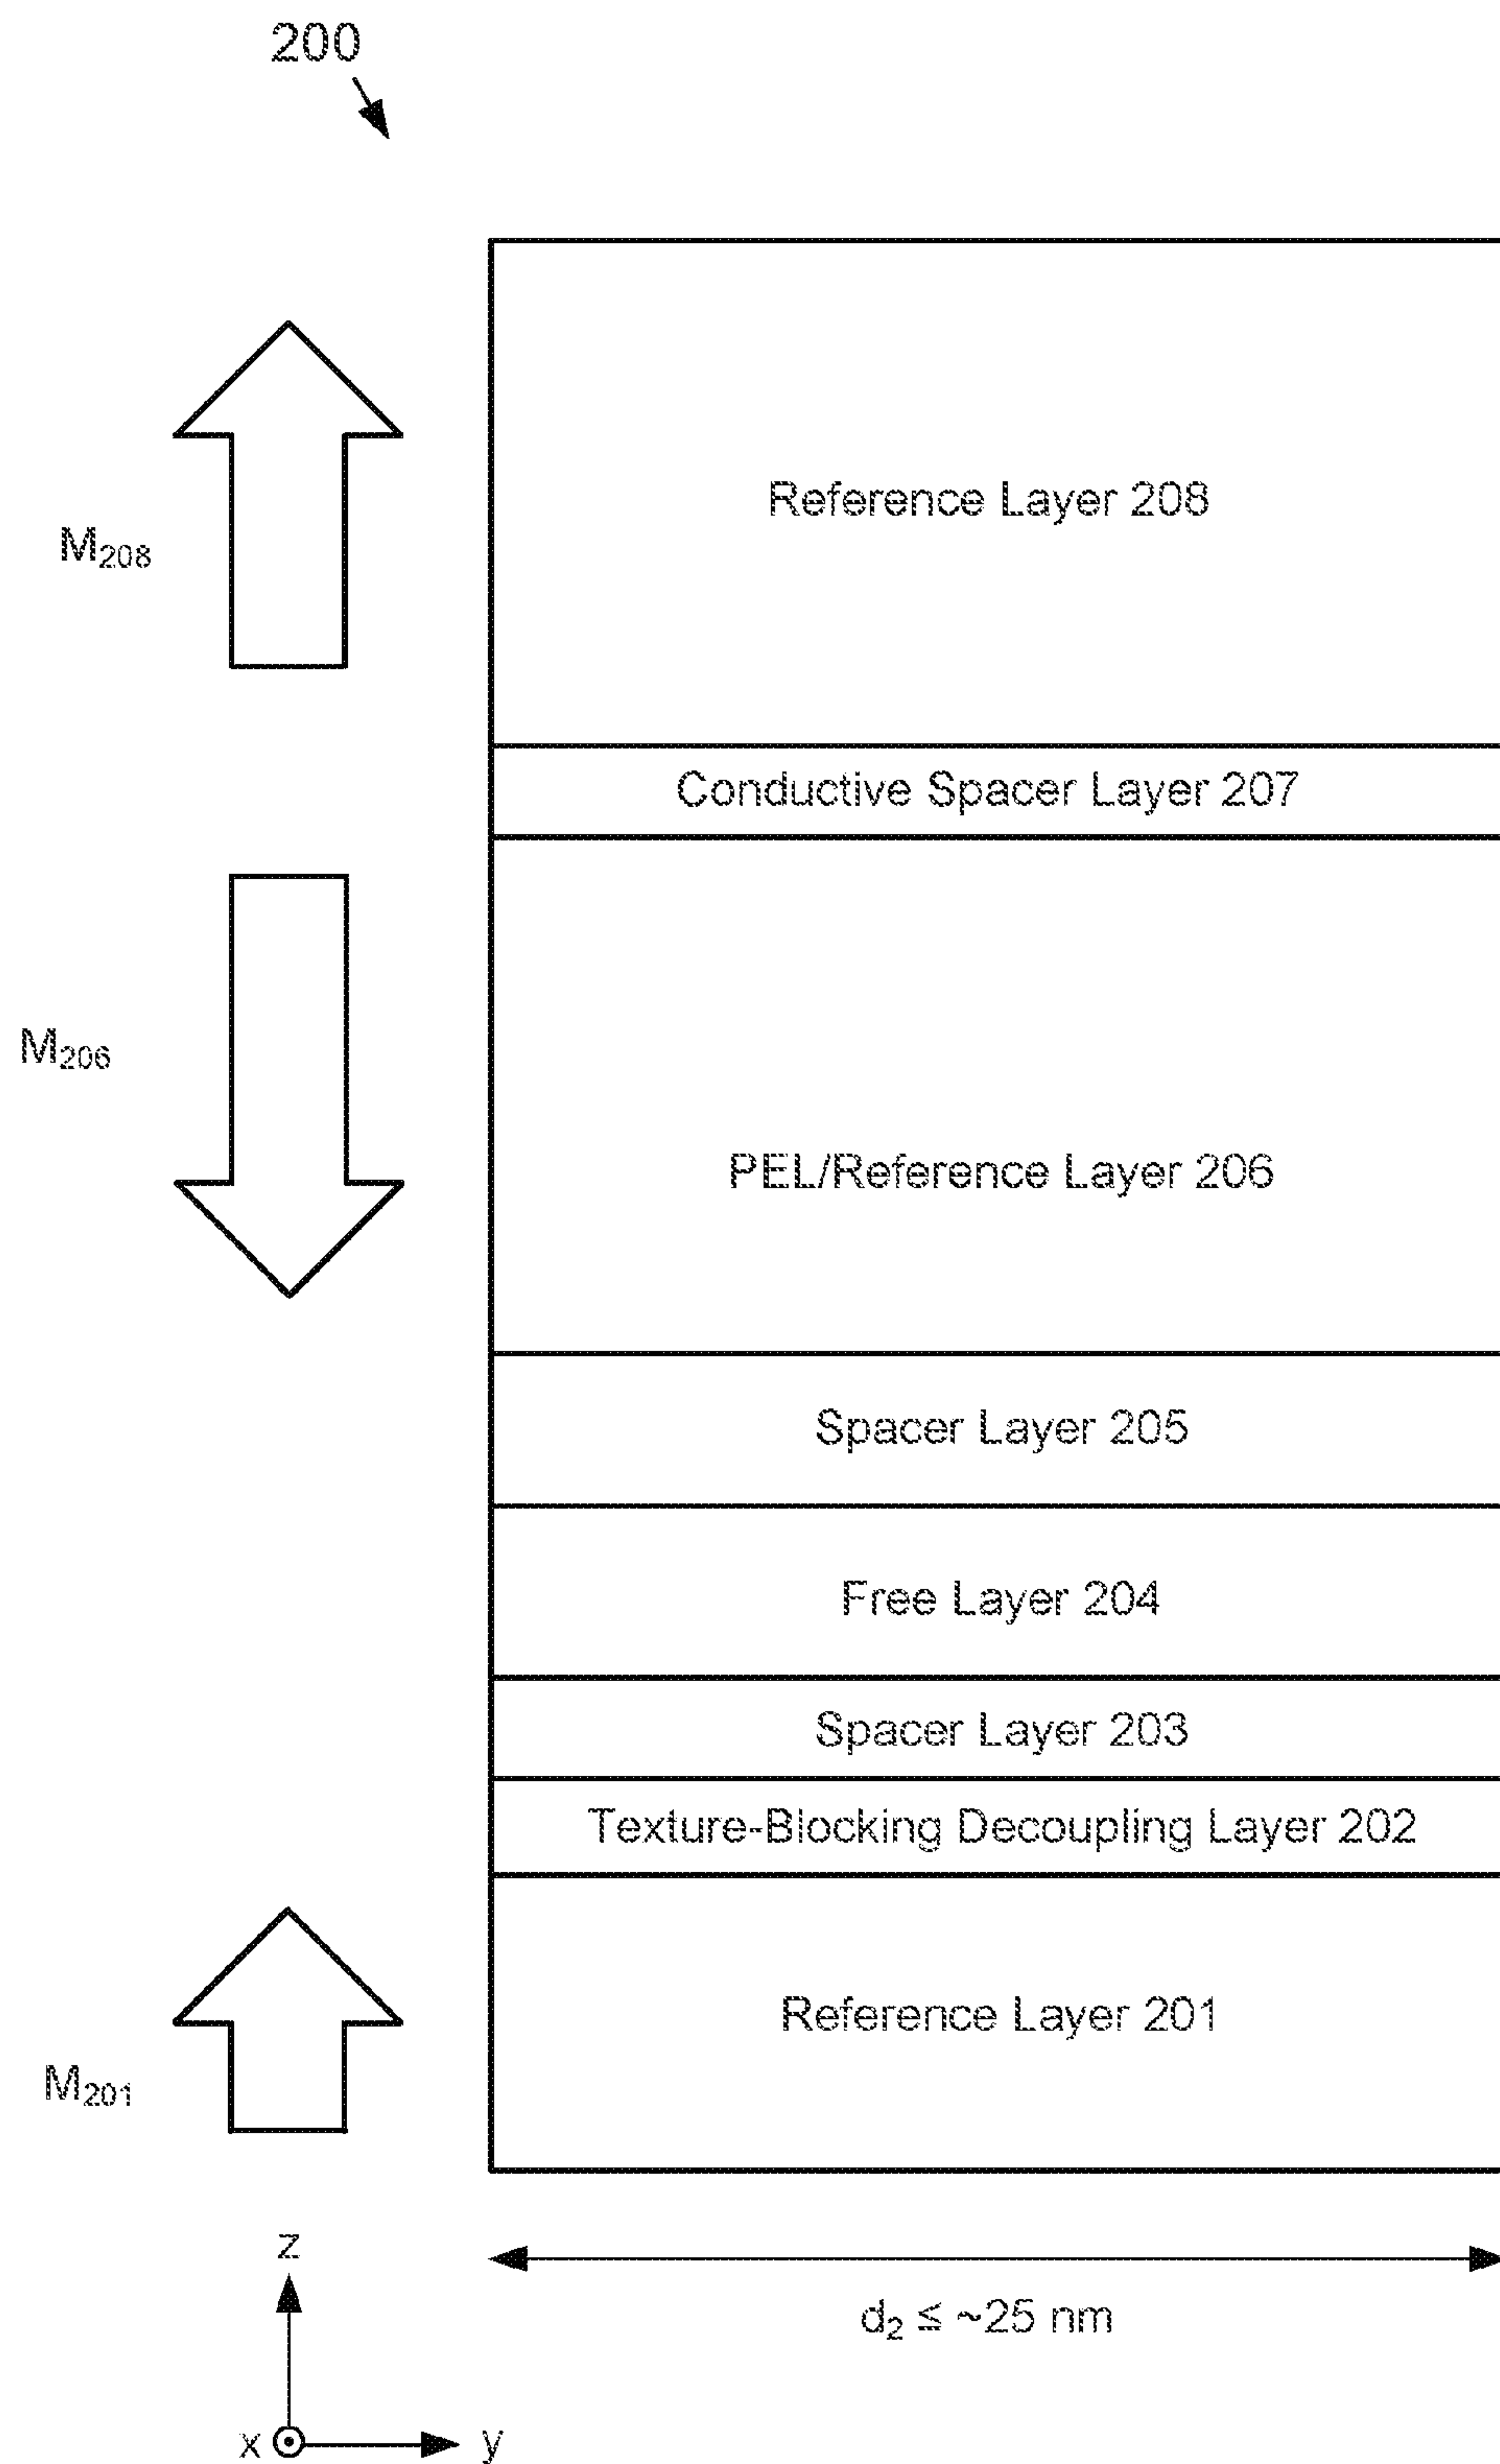 200
Reference Layer 208
M₂₀₈
Conductive Spacer Layer 207
M₂₀₆
PEL/Reference Layer 206
Spacer Layer 205
Free Layer 204
Spacer Layer 203
Texture-Blocking Decoupling Layer 202
Reference Layer 201
M₂₀₁
z
d₂ ≤ ~25 nm
x
y